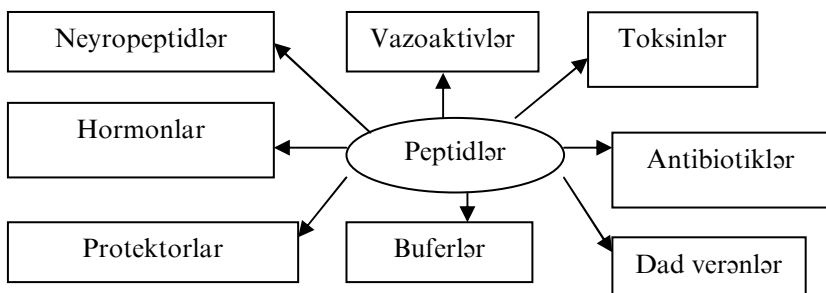 Neyropeptidlər
Vazoaktivlər
Toksinlər
Hormonlar
Peptidlər
Antibiotiklər
Protektorlar
Buferlər
Dad verənlər